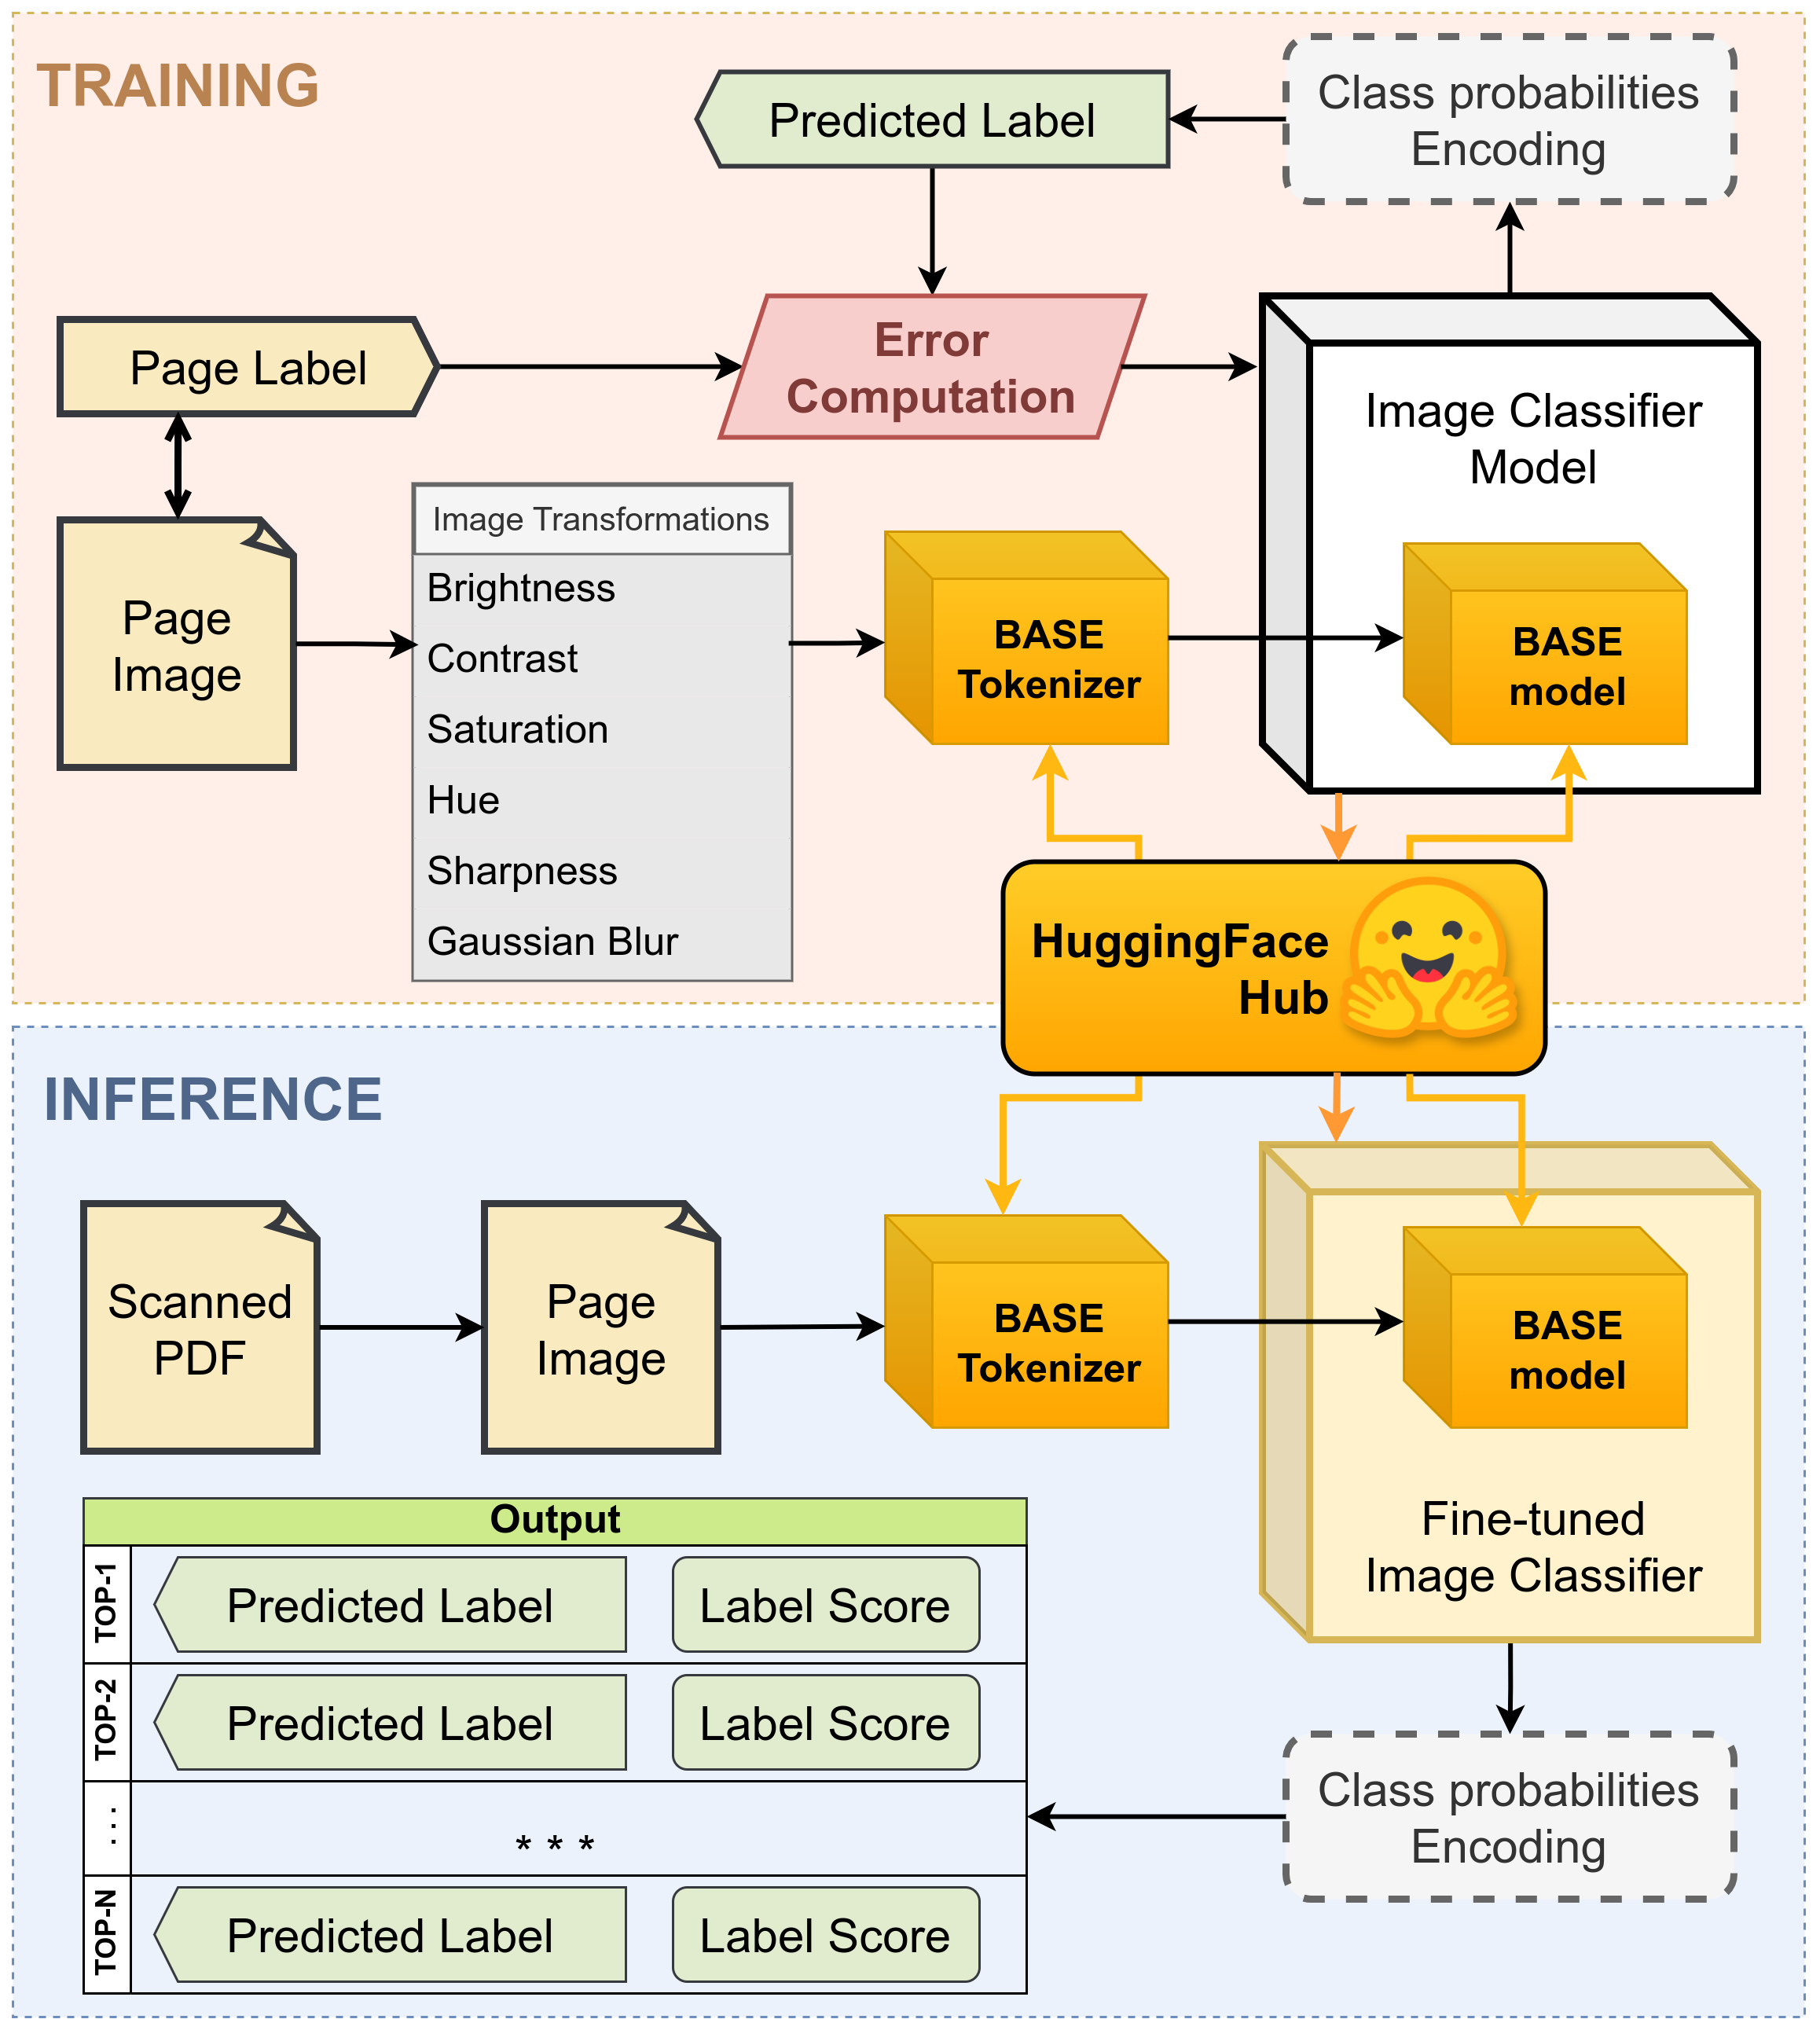 TRAINING
Predicted Label
Class probabilities
Encoding
Page Label
Error
Computation
Image Classifier
Model
Page
Image
Image Transformations
Brightness
Contrast
Saturation
Hue
Sharpness
Gaussian Blur
BASE
Tokenizer
BASE
model
HuggingFace
Hub
INFERENCE
Scanned
PDF
Page
Image
BASE
Tokenizer
BASE
model
Fine-tuned
Image Classifier
Output
TOP-1
Predicted Label
Label Score
TOP-2
Predicted Label
Label Score
...
* * *
TOP-N
Predicted Label
Label Score
Class probabilities
Encoding